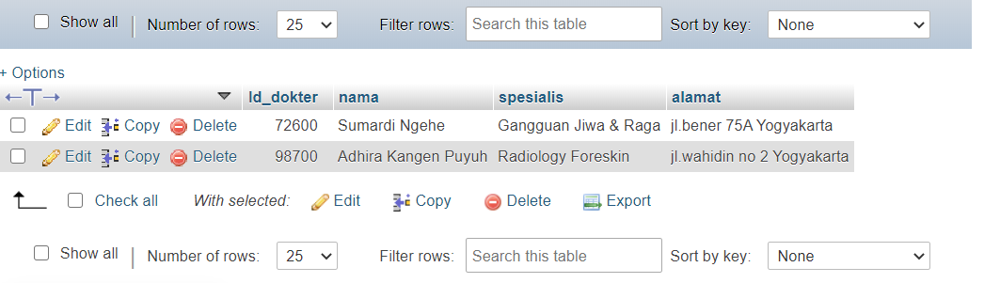 Show all Number of rows: 25 Filter rows: Search this table Sort by key: None
+ Options
Id_dokter nama spesialis alamat
Edit Copy Delete 72600 Sumardi Ngehe Gangguan Jiwa & Raga jl.bener 75A Yogyakarta
Edit Copy Delete 98700 Adhira Kangen Puyuh Radiology Foreskin jl.wahidin no 2 Yogyakarta
Check all With selected: Edit Copy Delete Export
Show all Number of rows: 25 Filter rows: Search this table Sort by key: None